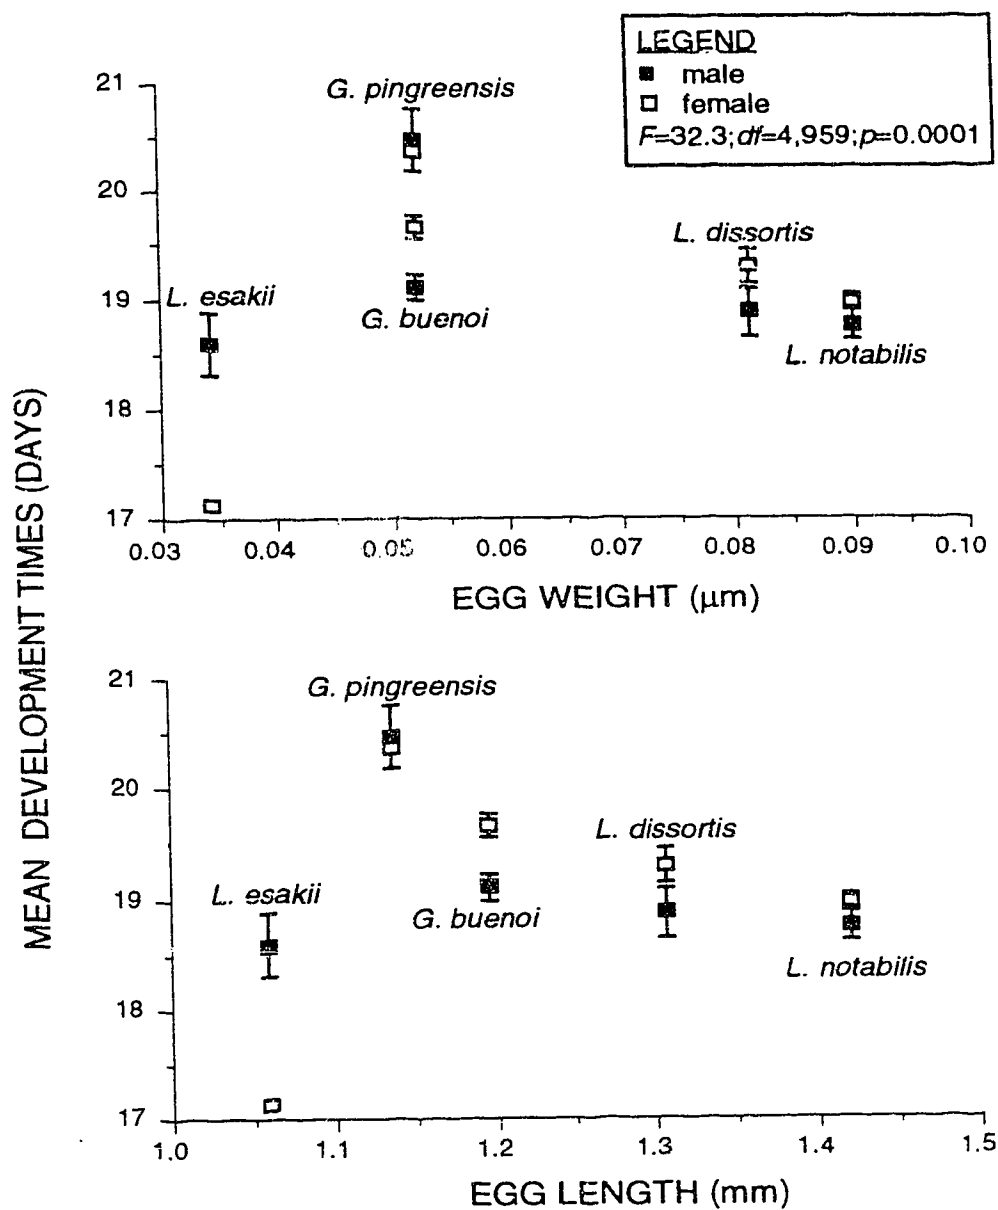 LEGEND
male
female
F=32.3;df=4,959;p=0.0001
21
G. pingreensis
20
L. dissortis
19
L. esakii
G. buenoi
L. notabilis
18
17
0.03 0.04 0.05 0.06 0.07 0.08 0.09 0.10
EGG WEIGHT (µm)
MEAN DEVELOPMENT TIMES (DAYS)
21
G. pingreensis
20
L. dissortis
L. esakii
19
G. buenoi
L. notabilis
18
17
1.0 1.1 1.2 1.3 1.4 1.5
EGG LENGTH (mm)